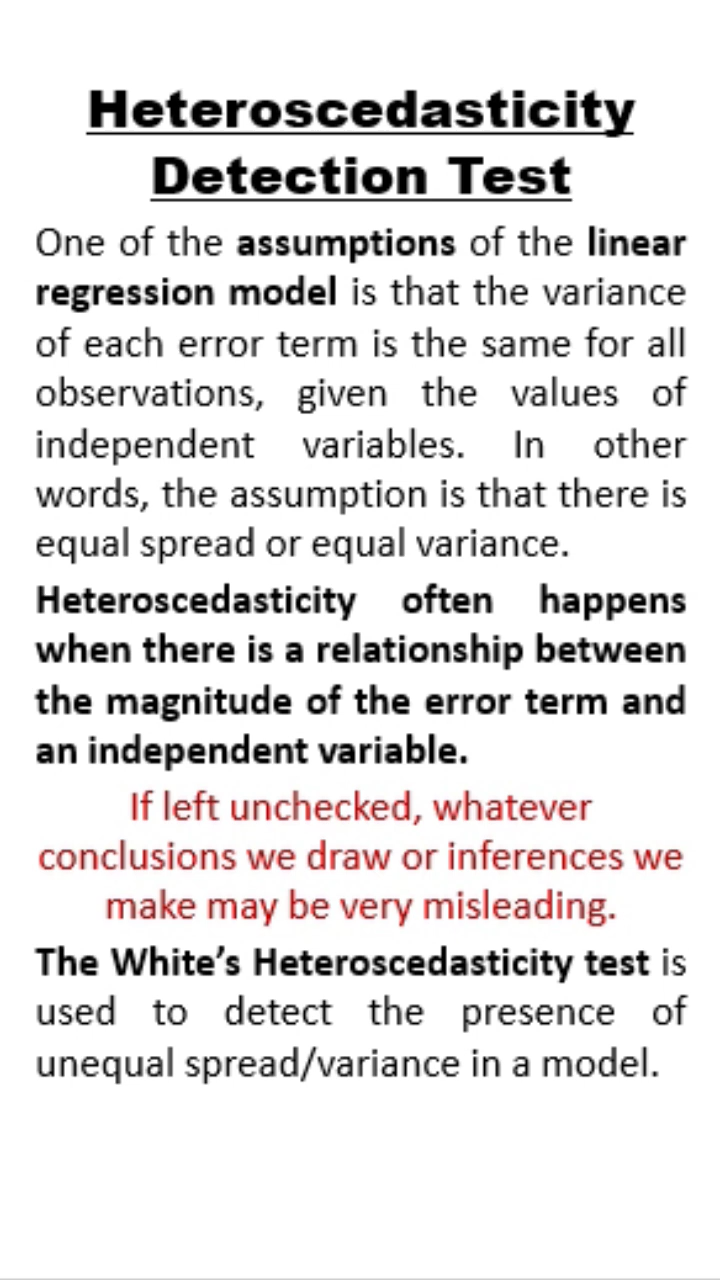 Heteroscedasticity
Detection Test
One of the assumptions of the linear
regression model is that the variance
of each error term is the same for all
observations, given the values of
independent variables. In other
words, the assumption is that there is
equal spread or equal variance.
Heteroscedasticity often happens
when there is a relationship between
the magnitude of the error term and
an independent variable.
If left unchecked, whatever
conclusions we draw or inferences we
make may be very misleading.
The White’s Heteroscedasticity test is
used to detect the presence of
unequal spread/variance in a model.